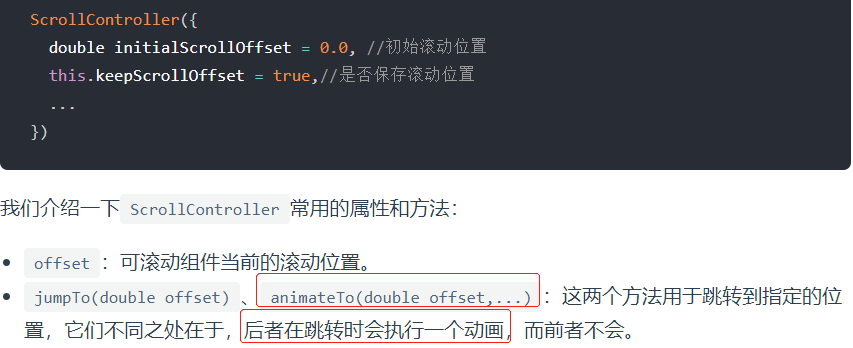 ScrollController({
double initialScrollOffset = 0.0, //初始滚动位置
this.keepScrollOffset = true,//是否保存滚动位置
...
})
我们介绍一下 ScrollController 常用的属性和方法：
• offset：可滚动组件当前的滚动位置。
• jumpTo(double offset)、animateTo(double offset,...)：这两个方法用于跳转到指定的位
置，它们不同之处在于，后者在跳转时会执行一个动画，而前者不会。